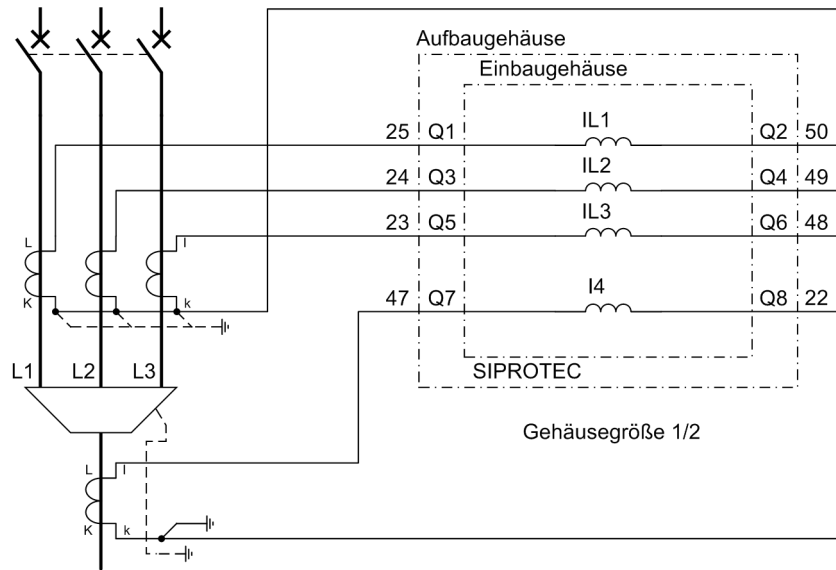 Aufbaugehäuse
Einbaugehäuse
25 Q1 IL1 Q2 50
24 Q3 IL2 Q4 49
23 Q5 IL3 Q6 48
L l
K k
47 Q7 I4 Q8 22
L1 L2 L3
SIPROTEC
Gehäusegröße 1/2
L l
K k